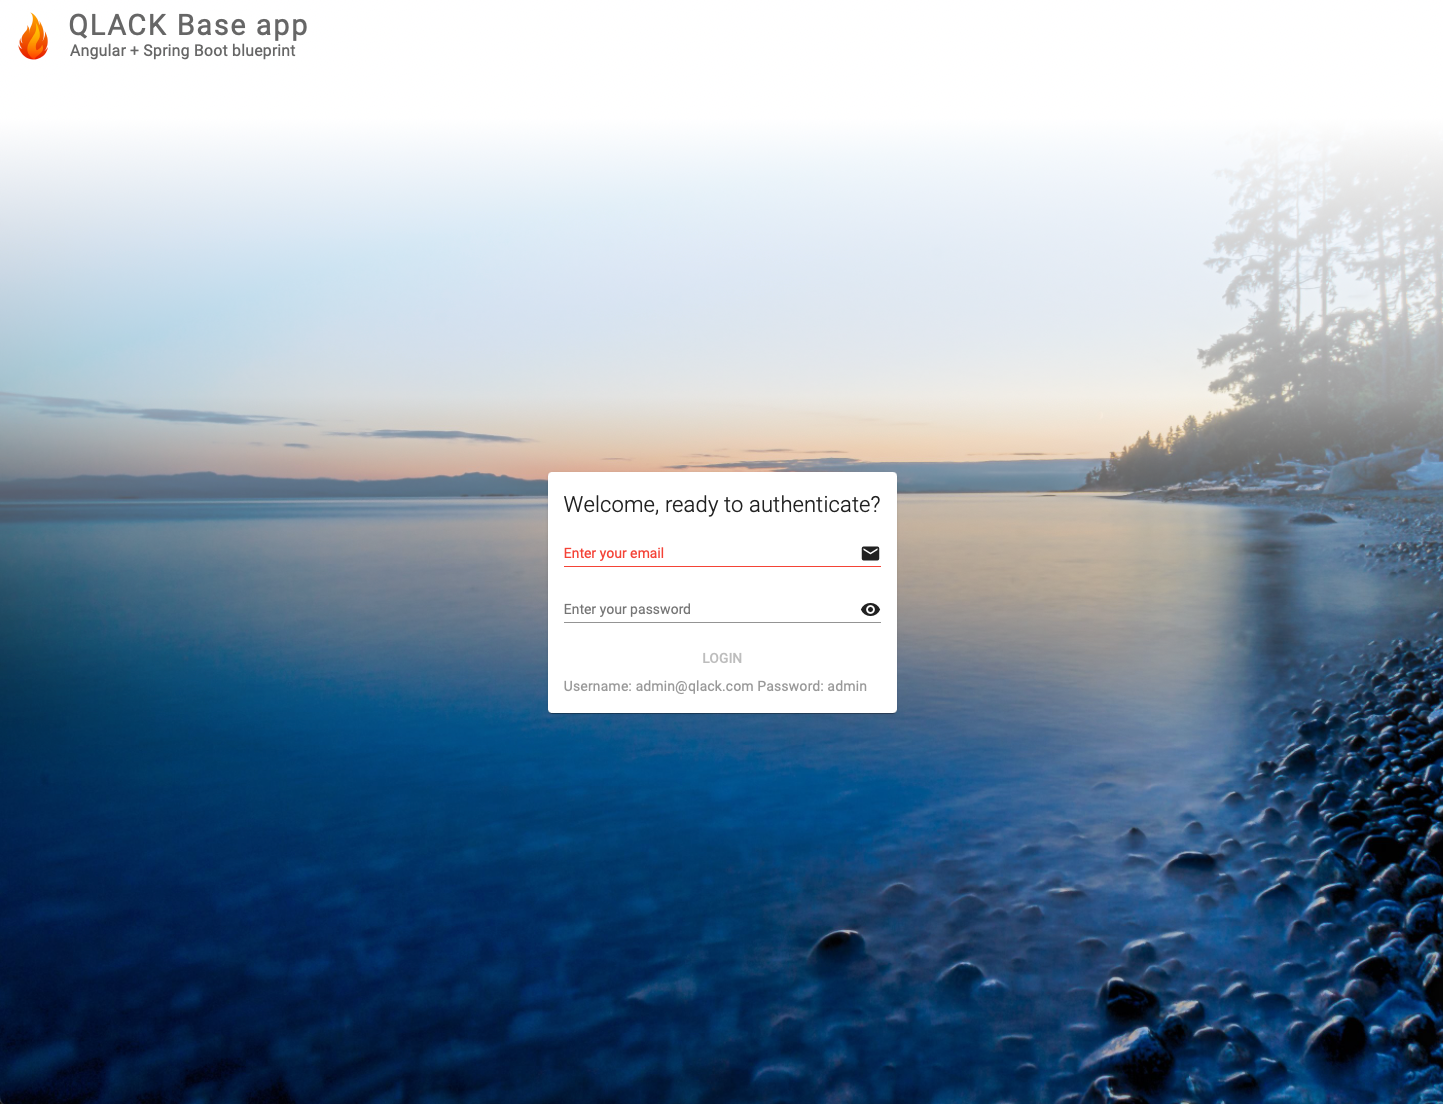 QLACK Base app
Angular + Spring Boot blueprint
Welcome, ready to authenticate?
Enter your email
Enter your password
LOGIN
Username: admin@qlack.com Password: admin